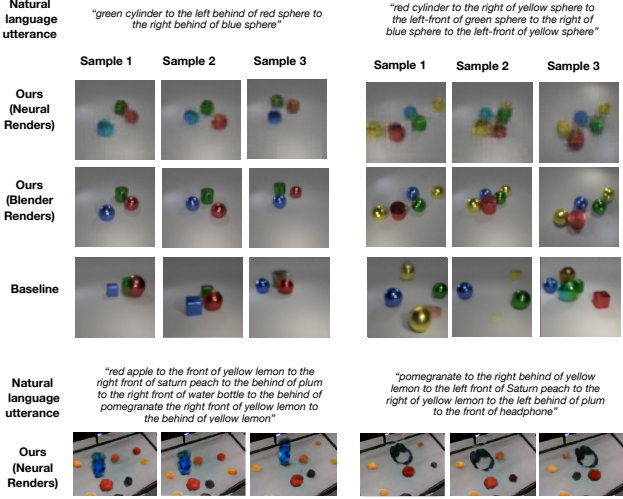 Natural
language
utterance
“green cylinder to the left behind of red sphere to
the right behind of blue sphere”
“red cylinder to the right of yellow sphere to
the left-front of green sphere to the right of
blue sphere to the left-front of yellow sphere”
Sample 1 Sample 2 Sample 3
Sample 1 Sample 2 Sample 3
Ours
(Neural
Renders)
Ours
(Blender
Renders)
Baseline
Natural
language
utterance
“red apple to the front of yellow lemon to the
right front of saturn peach to the behind of plum
to the right front of water bottle to the behind of
pomegranate the right front of yellow lemon to
the behind of yellow lemon”
“pomegranate to the right behind of yellow
lemon to the left front of Saturn peach to the
right of yellow lemon to the left behind of plum
to the front of headphone”
Ours
(Neural
Renders)